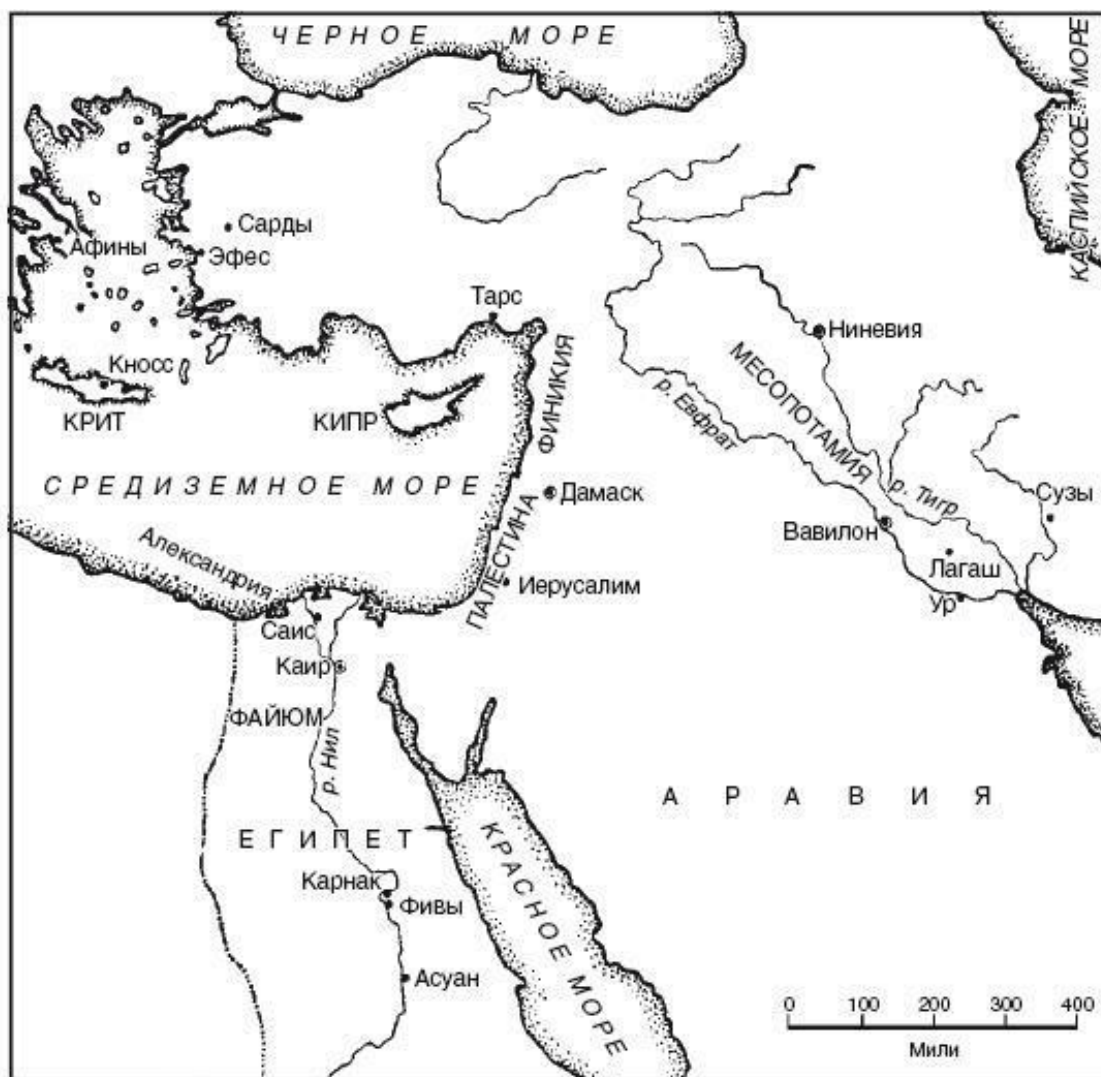 ЧЕРНОЕ МОРЕ
КАСПИЙСКОЕ МОРЕ
Сарды
Афины
Эфес
Тарс
Ниневия
Кносс
КРИТ
КИПР
ФИНИКИЯ
МЕСОПОТАМИЯ
р. Евфрат
СРЕДИЗЕМНОЕ МОРЕ
Дамаск
р. Тигр
Сузы
Вавилон
Александрия
ПАЛЕСТИНА
Иерусалим
Лагаш
Ур
Саис
Каир
ФАЙЮМ
р. Нил
АРАВИЯ
ЕГИПЕТ
КРАСНОЕ МОРЕ
Карнак
Фивы
Асуан
0 100 200 300 400
Мили